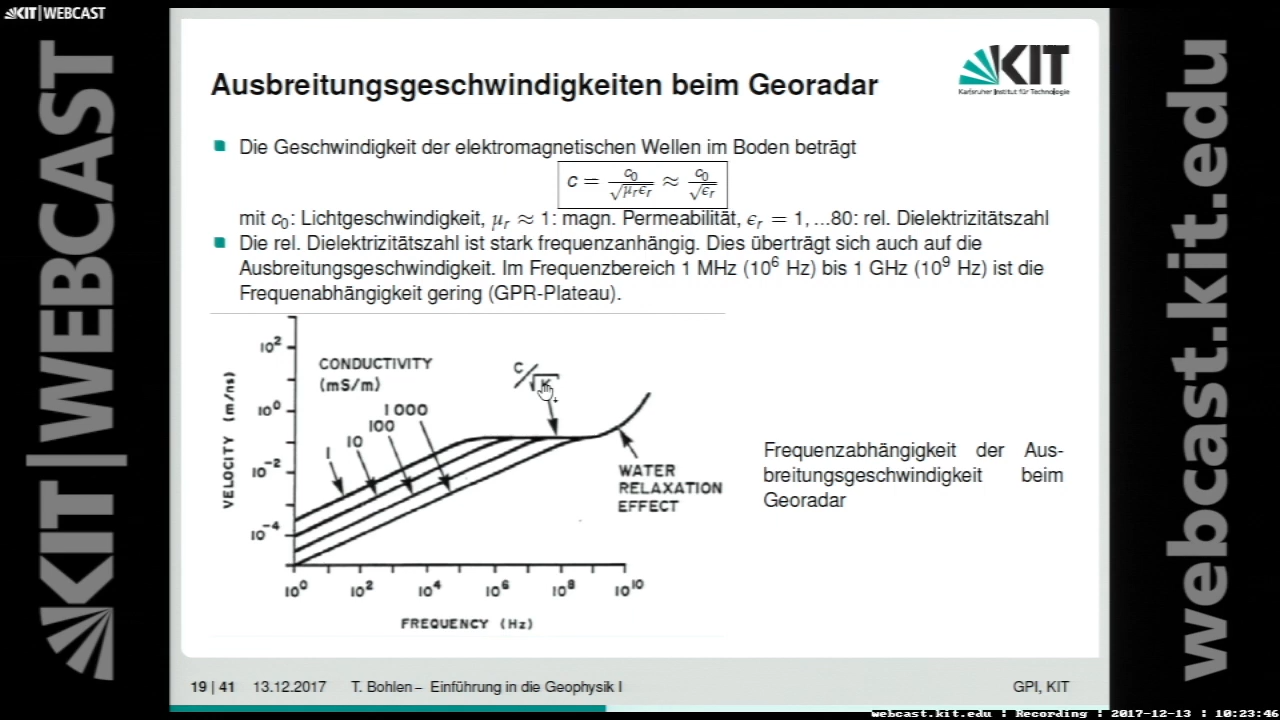 KIT|WEBCAST
KIT|WEBCAST
webcast.kit.edu
KIT
Karlsruher Institut für Technologie
Ausbreitungsgeschwindigkeiten beim Georadar
Die Geschwindigkeit der elektromagnetischen Wellen im Boden beträgt
c = c₀/√(μᵣϵᵣ) ≈ c₀/√ϵᵣ
mit c₀: Lichtgeschwindigkeit, μᵣ ≈ 1: magn. Permeabilität, ϵᵣ = 1, ...80: rel. Dielektrizitätszahl
Die rel. Dielektrizitätszahl ist stark frequenzanhängig. Dies überträgt sich auch auf die
Ausbreitungsgeschwindigkeit. Im Frequenzbereich 1 MHz (10⁶ Hz) bis 1 GHz (10⁹ Hz) ist die
Frequenabhängigkeit gering (GPR-Plateau).
VELOCITY (m/ns)
10²
10⁰
10⁻²
10⁻⁴
CONDUCTIVITY
(mS/m)
1 10 100 1000
C/√K
WATER
RELAXATION
EFFECT
10⁰ 10² 10⁴ 10⁶ 10⁸ 10¹⁰
FREQUENCY (Hz)
Frequenzabhängigkeit der Aus-
breitungsgeschwindigkeit beim
Georadar
19 | 41 13.12.2017 T. Bohlen – Einführung in die Geophysik I GPI, KIT
webcast.kit.edu : Recording : 2017-12-13 : 10:23:46